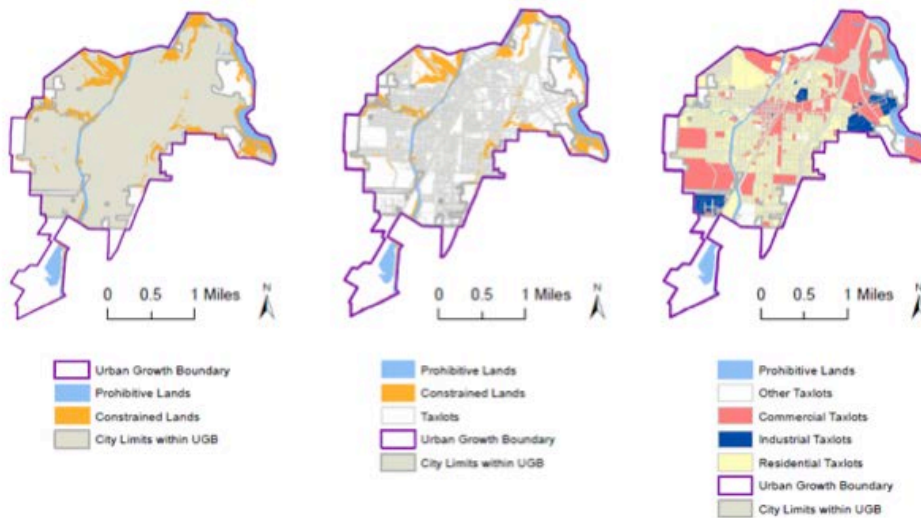 N
0 0.5 1 Miles
N
0 0.5 1 Miles
N
0 0.5 1 Miles
Urban Growth Boundary
Prohibitive Lands
Constrained Lands
City Limits within UGB
Prohibitive Lands
Constrained Lands
Taxlots
Urban Growth Boundary
City Limits within UGB
Prohibitive Lands
Other Taxlots
Commercial Taxlots
Industrial Taxlots
Residential Taxlots
Urban Growth Boundary
City Limits within UGB